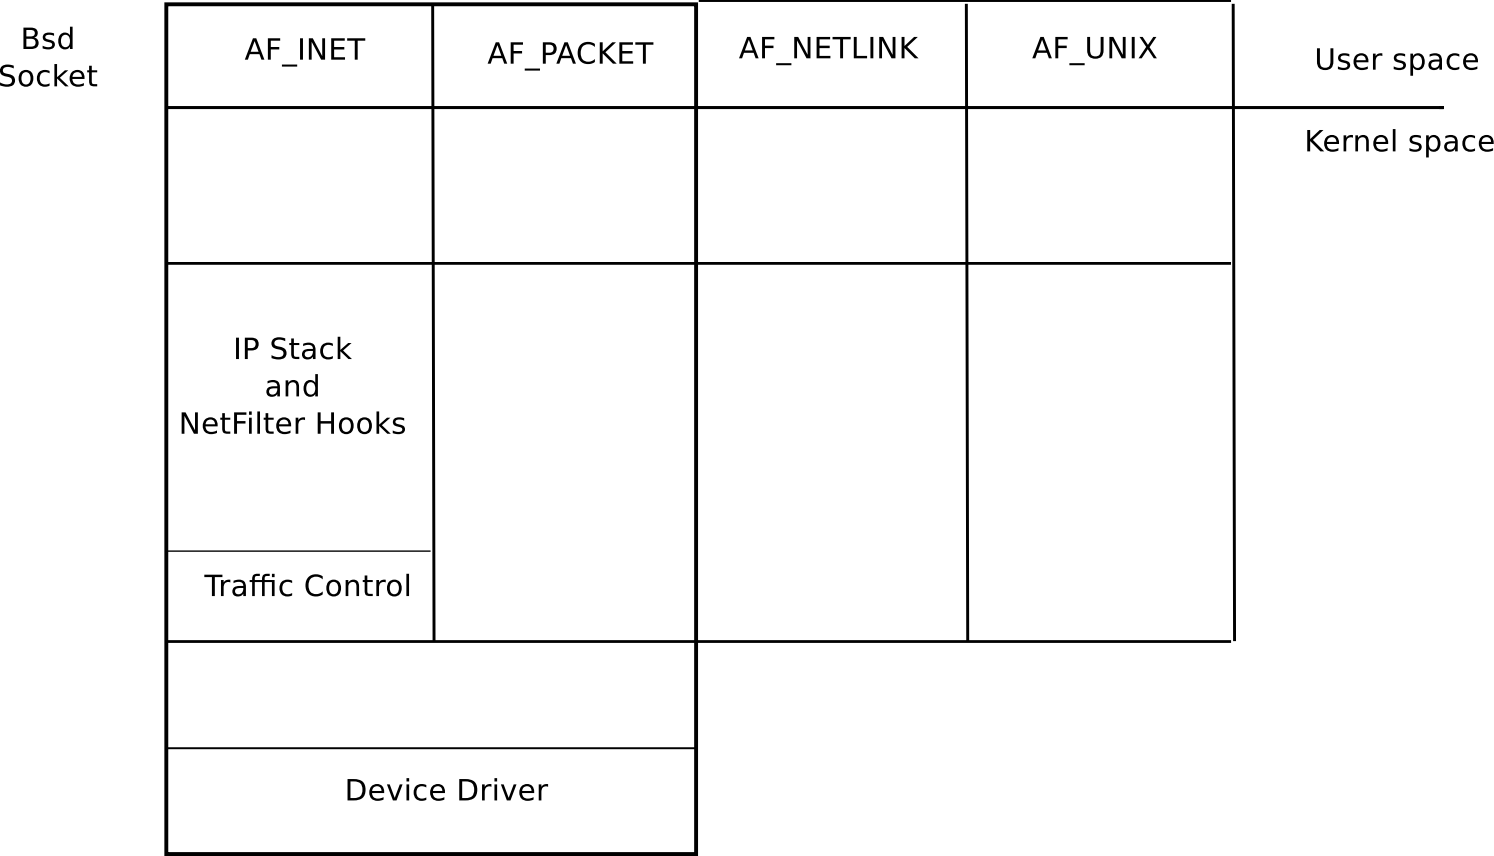 Bsd
Socket
AF_INET
AF_PACKET
AF_NETLINK
AF_UNIX
User space
Kernel space
IP Stack
and
NetFilter Hooks
Traffic Control
Device Driver